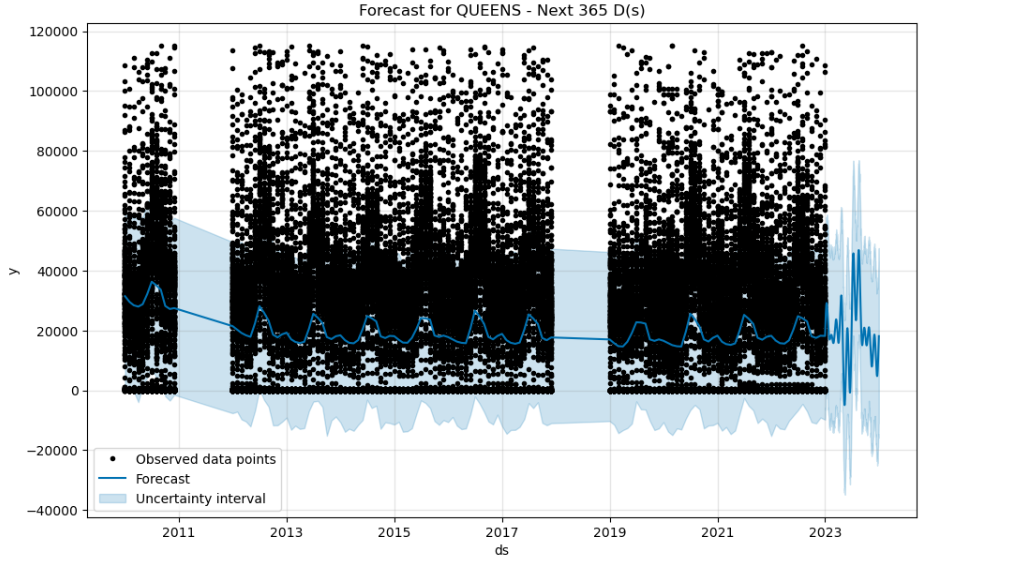 Forecast for QUEENS - Next 365 D(s)
120000
100000
80000
60000
40000
20000
0
−20000
−40000
y
Observed data points
Forecast
Uncertainty interval
2011
2013
2015
2017
2019
2021
2023
ds